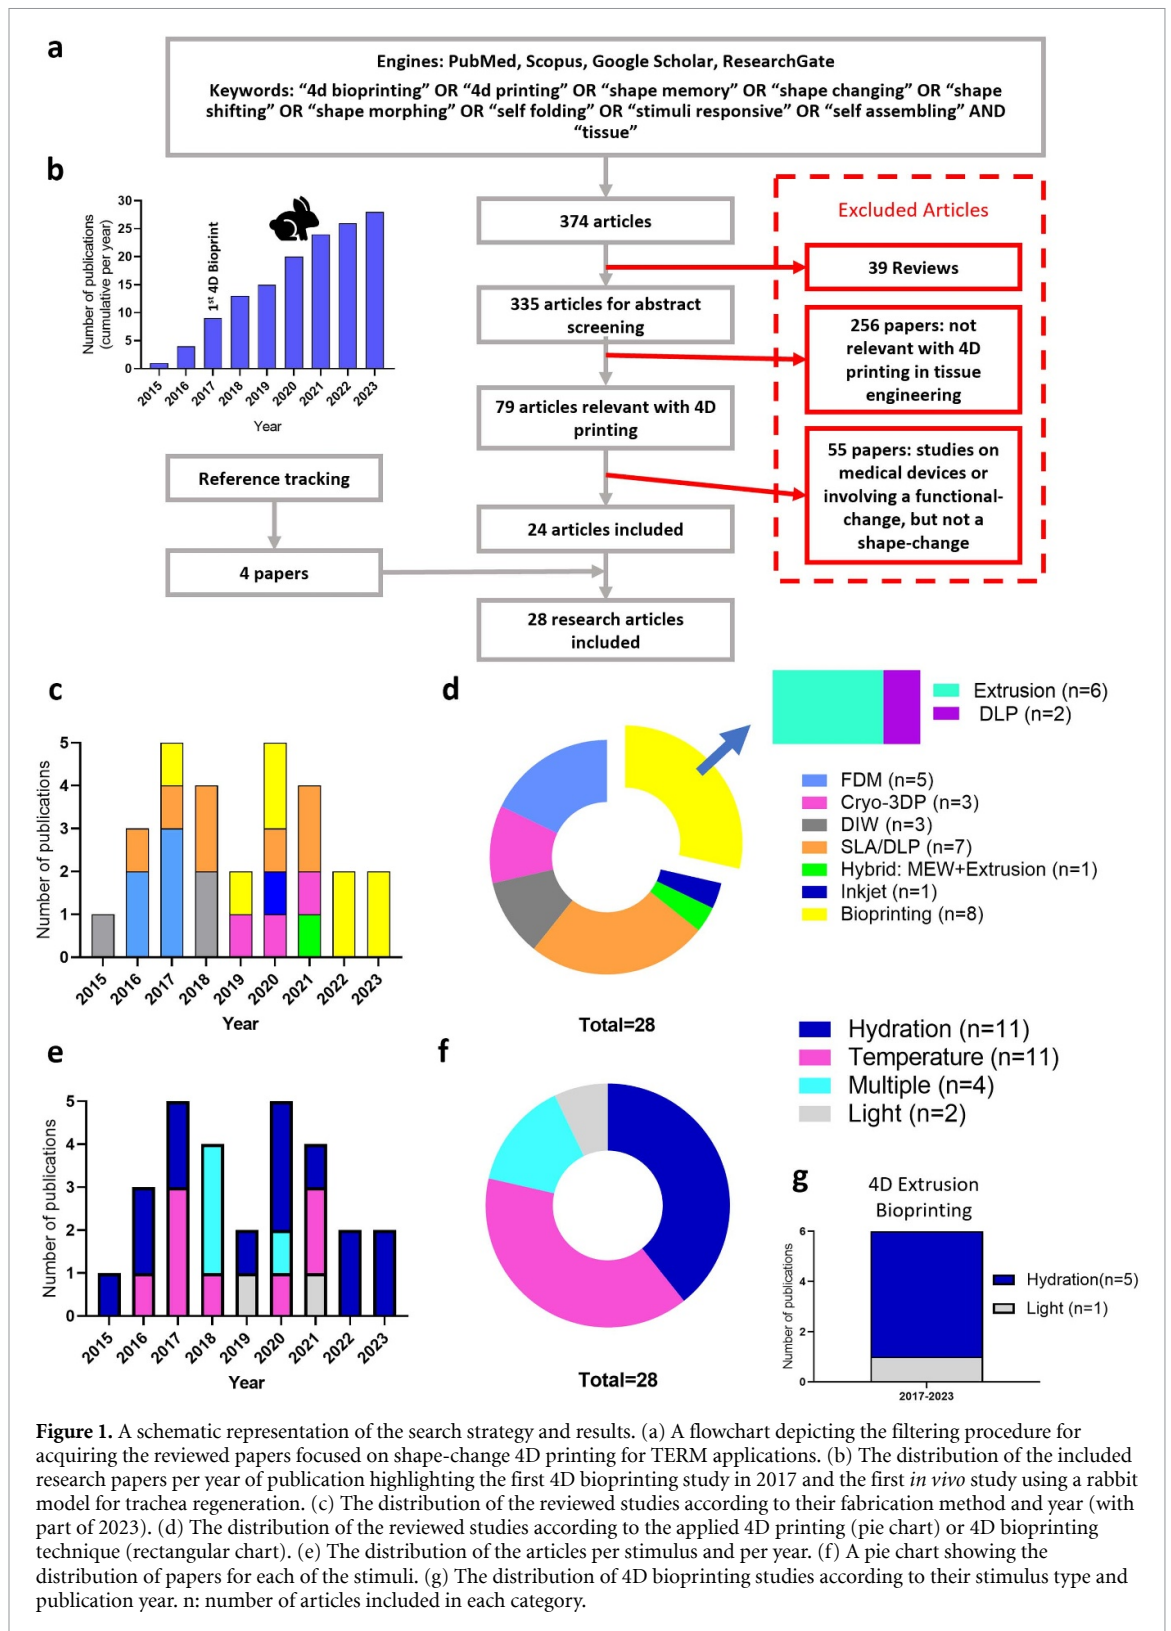 a
Engines: PubMed, Scopus, Google Scholar, ResearchGate
Keywords: “4d bioprinting” OR “4d printing” OR “shape memory” OR “shape changing” OR “shape
shifting” OR “shape morphing” OR “self folding” OR “stimuli responsive” OR “self assembling” AND
“tissue”
374 articles
335 articles for abstract
screening
79 articles relevant with 4D
printing
24 articles included
28 research articles
included
Reference tracking
4 papers
Excluded Articles
39 Reviews
256 papers: not
relevant with 4D
printing in tissue
engineering
55 papers: studies on
medical devices or
involving a functional-
change, but not a
shape-change
b
Number of publications
(cumulative per year)
30
25
20
15
10
5
0
1st 4D Bioprint
2015
2016
2017
2018
2019
2020
2021
2022
2023
Year
c
Number of publications
5
4
3
2
1
0
2015
2016
2017
2018
2019
2020
2021
2022
2023
Year
d
Extrusion (n=6)
DLP (n=2)
FDM (n=5)
Cryo-3DP (n=3)
DIW (n=3)
SLA/DLP (n=7)
Hybrid: MEW+Extrusion (n=1)
Inkjet (n=1)
Bioprinting (n=8)
Total=28
e
Number of publications
5
4
3
2
1
0
2015
2016
2017
2018
2019
2020
2021
2022
2023
Year
f
Hydration (n=11)
Temperature (n=11)
Multiple (n=4)
Light (n=2)
Total=28
g
4D Extrusion
Bioprinting
Number of publications
6
4
2
0
2017-2023
Hydration(n=5)
Light (n=1)
Figure 1. A schematic representation of the search strategy and results. (a) A flowchart depicting the filtering procedure for
acquiring the reviewed papers focused on shape-change 4D printing for TERM applications. (b) The distribution of the included
research papers per year of publication highlighting the first 4D bioprinting study in 2017 and the first in vivo study using a rabbit
model for trachea regeneration. (c) The distribution of the reviewed studies according to their fabrication method and year (with
part of 2023). (d) The distribution of the reviewed studies according to the applied 4D printing (pie chart) or 4D bioprinting
technique (rectangular chart). (e) The distribution of the articles per stimulus and per year. (f) A pie chart showing the
distribution of papers for each of the stimuli. (g) The distribution of 4D bioprinting studies according to their stimulus type and
publication year. n: number of articles included in each category.